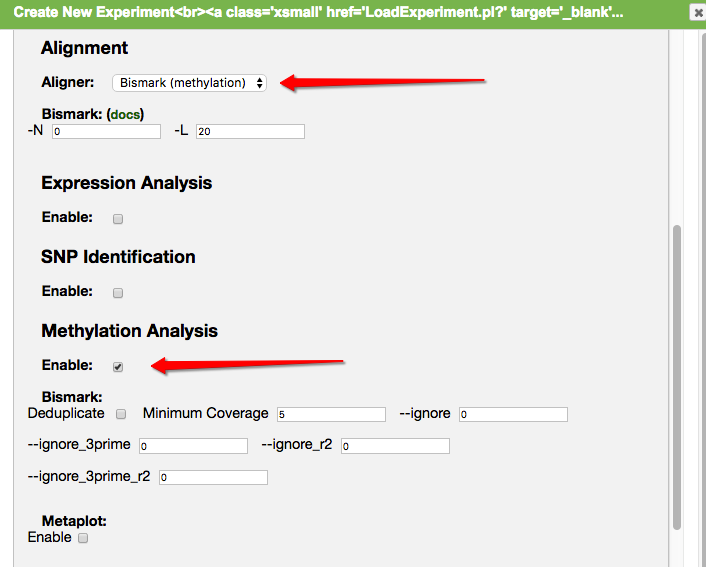 Create New Experiment<br><a class='xsmall' href='LoadExperiment.pl?' target='_blank'...
Alignment
Aligner: Bismark (methylation)
Bismark: (docs)
-N 0 -L 20
Expression Analysis
Enable:
SNP Identification
Enable:
Methylation Analysis
Enable:
Bismark:
Deduplicate Minimum Coverage 5 --ignore 0
--ignore_3prime 0 --ignore_r2 0
--ignore_3prime_r2 0
Metaplot:
Enable